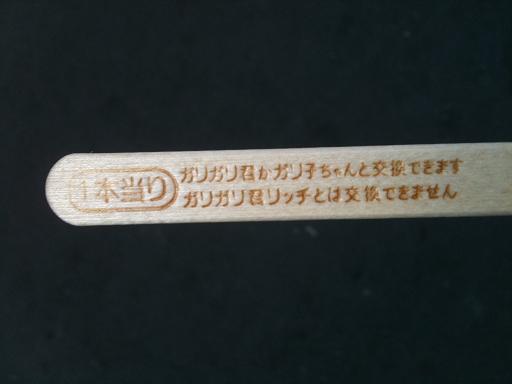 1本当り
ガリガリ君かガリ子ちゃんと交換できます
ガリガリ君リッチとは交換できません